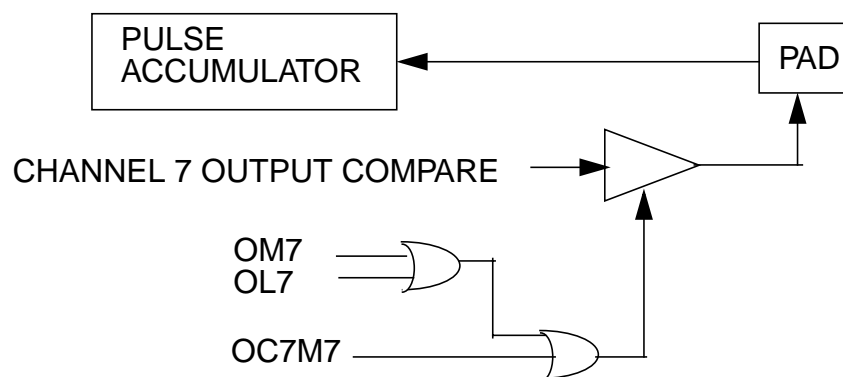 PULSE
ACCUMULATOR
PAD
CHANNEL 7 OUTPUT COMPARE
OM7
OL7
OC7M7